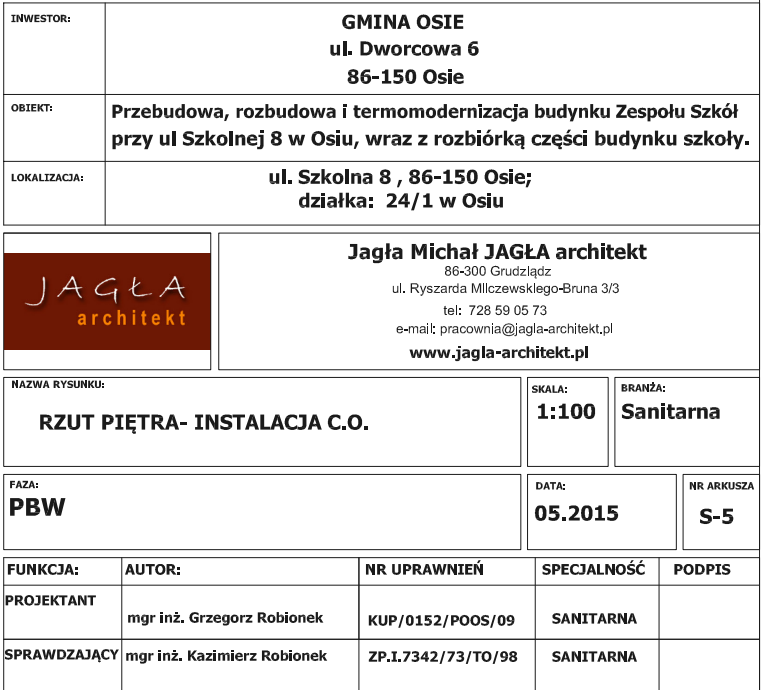 INWESTOR:
GMINA OSIE
ul. Dworcowa 6
86-150 Osie
OBIEKT:
Przebudowa, rozbudowa i termomodernizacja budynku Zespołu Szkół
przy ul Szkolnej 8 w Osiu, wraz z rozbiórką części budynku szkoły.
LOKALIZACJA:
ul. Szkolna 8 , 86-150 Osie;
działka: 24/1 w Osiu
JAGŁA
architekt
Jagła Michał JAGŁA architekt
86-300 Grudziądz
ul. Ryszarda Milczewskiego-Bruna 3/3
tel: 728 59 05 73
e-mail: pracownia@jagla-architekt.pl
www.jagla-architekt.pl
NAZWA RYSUNKU:
RZUT PIĘTRA- INSTALACJA C.O.
SKALA:
1:100
BRANŻA:
Sanitarna
FAZA:
PBW
DATA:
05.2015
NR ARKUSZA
S-5
FUNKCJA: AUTOR: NR UPRAWNIEŃ SPECJALNOŚĆ PODPIS
PROJEKTANT mgr inż. Grzegorz Robionek KUP/0152/POOS/09 SANITARNA
SPRAWDZAJĄCY mgr inż. Kazimierz Robionek ZP.I.7342/73/TO/98 SANITARNA